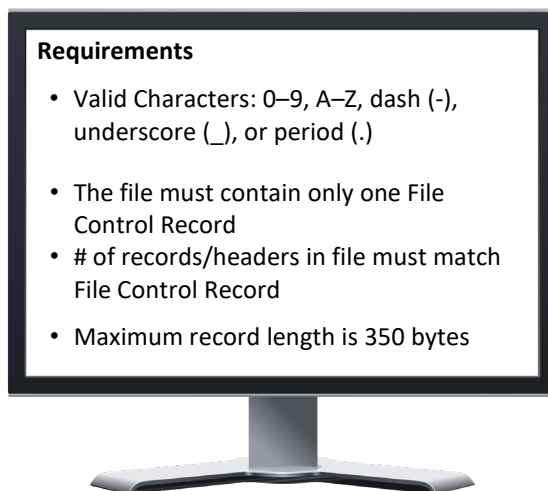 Requirements
• Valid Characters: 0–9, A–Z, dash (-),
underscore (_), or period (.)
• The file must contain only one File
Control Record
• # of records/headers in file must match
File Control Record
• Maximum record length is 350 bytes